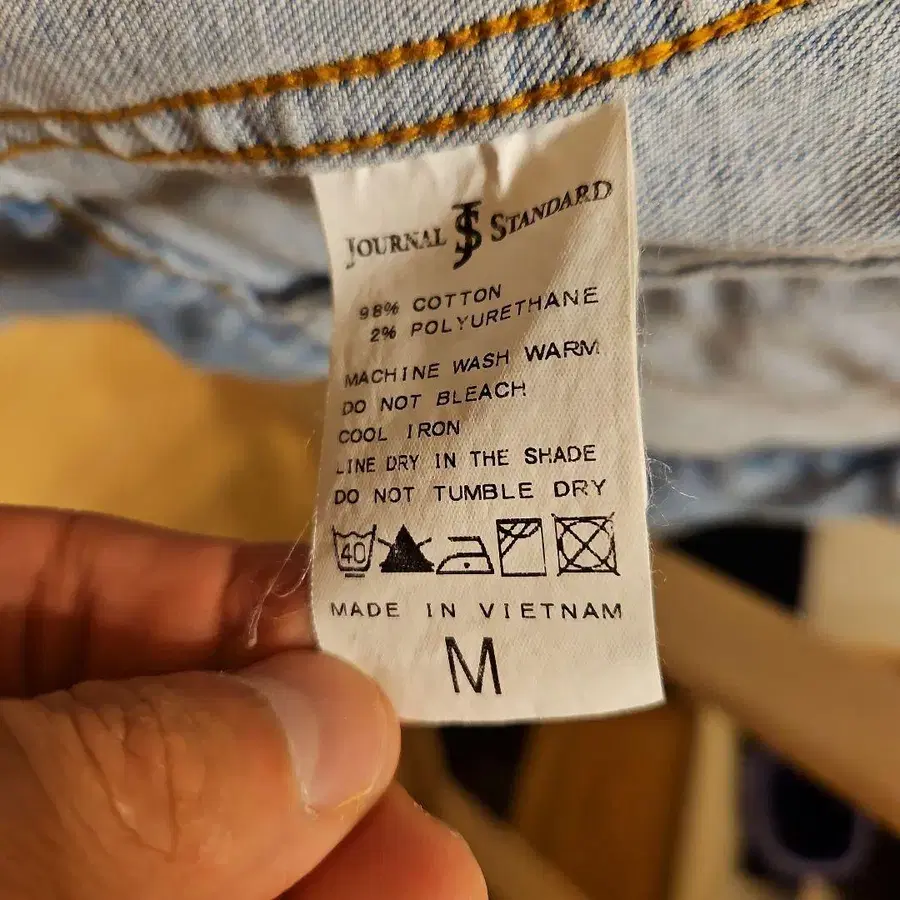 JOURNAL JS STANDARD
98% COTTON
2% POLYURETHANE
MACHINE WASH WARM
DO NOT BLEACH
COOL IRON
LINE DRY IN THE SHADE
DO NOT TUMBLE DRY
40
MADE IN VIETNAM
M